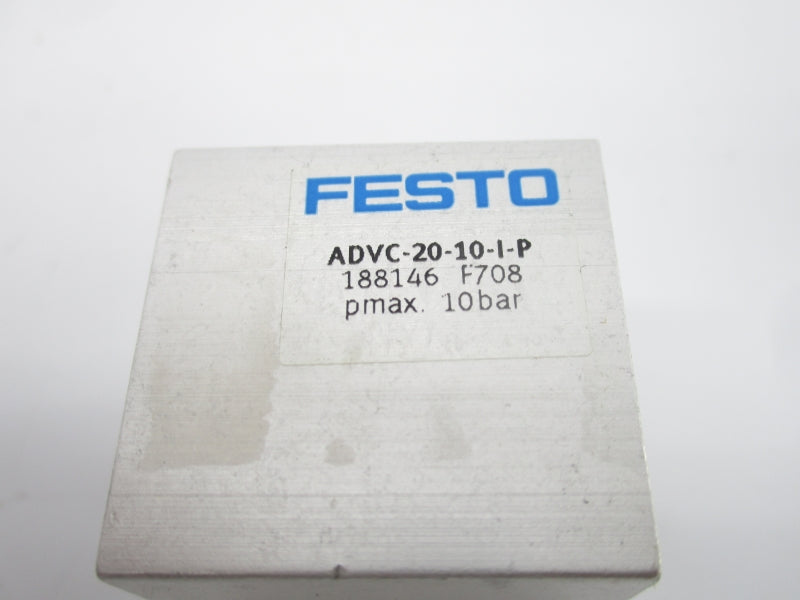 FESTO
ADVC-20-10-I-P
188146 F708
pmax. 10bar